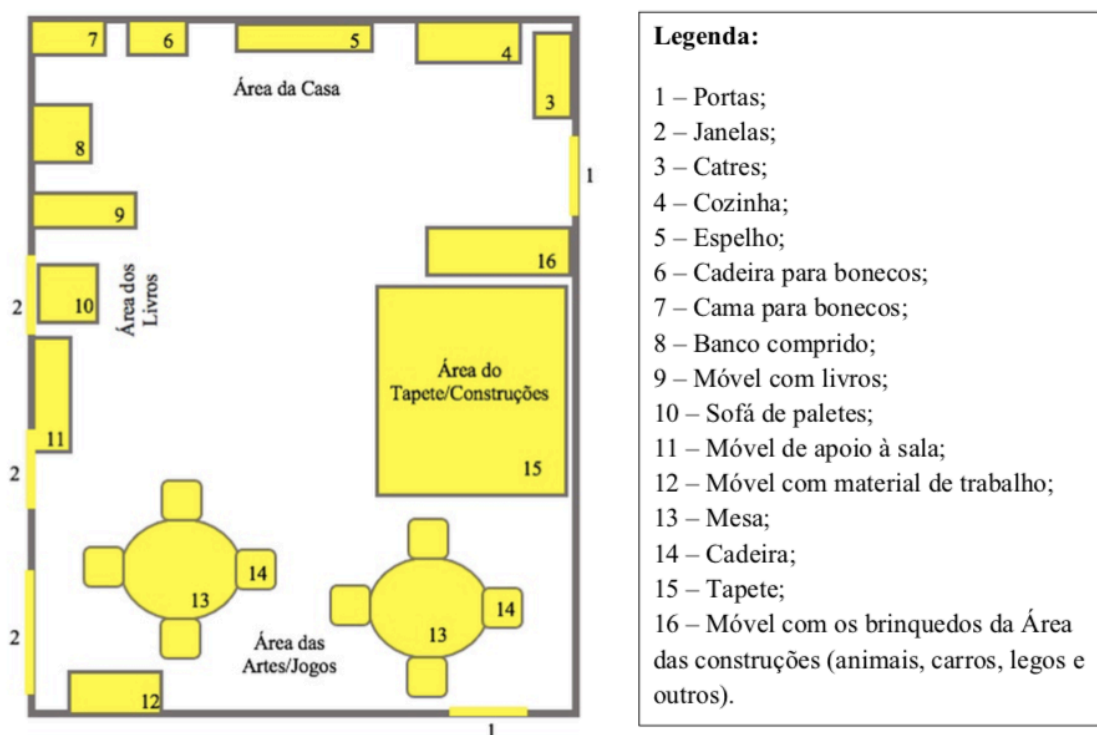 7
6
5
4
3
Área da Casa
8
1
9
16
2
10
Área dos
Livros
Área do
Tapete/Construções
11
2
15
14
13
14
13
2
Área das
Artes/Jogos
12
1
Legenda:
1 – Portas;
2 – Janelas;
3 – Catres;
4 – Cozinha;
5 – Espelho;
6 – Cadeira para bonecos;
7 – Cama para bonecos;
8 – Banco comprido;
9 – Móvel com livros;
10 – Sofá de paletes;
11 – Móvel de apoio à sala;
12 – Móvel com material de trabalho;
13 – Mesa;
14 – Cadeira;
15 – Tapete;
16 – Móvel com os brinquedos da Área
das construções (animais, carros, legos e
outros).